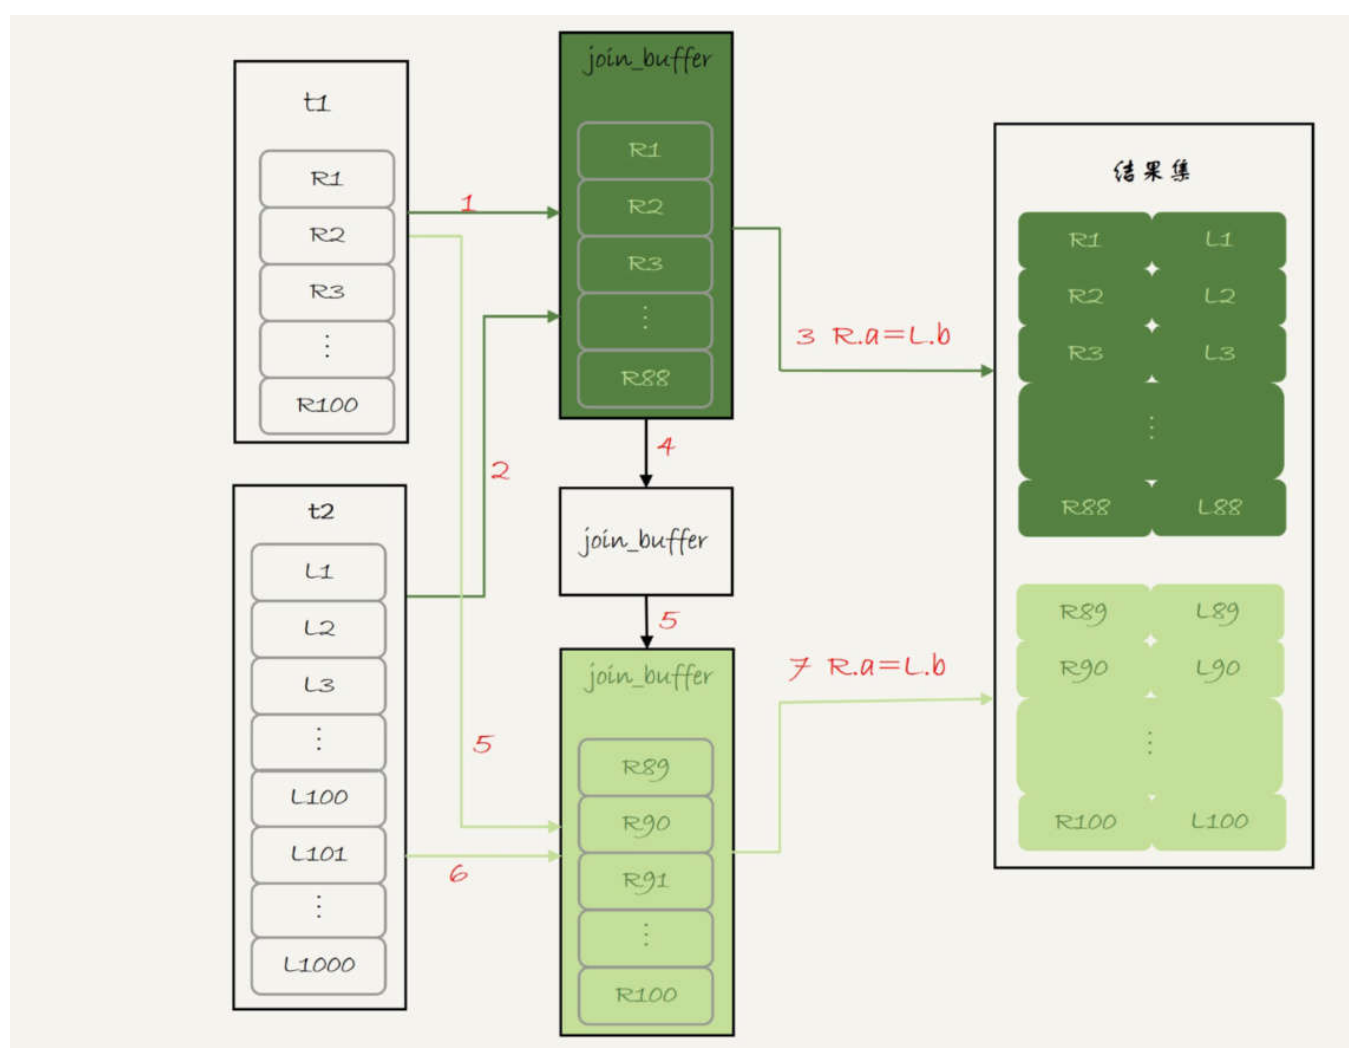 t1
R1
R2
R3
⋮
R100
t2
L1
L2
L3
⋮
L100
L101
⋮
L1000
1
2
5
6
join_buffer
R1
R2
R3
⋮
R88
4
join_buffer
5
join_buffer
R89
R90
R91
⋮
R100
3 R.a=L.b
7 R.a=L.b
结果集
R1 L1
R2 L2
R3 L3
⋮
R88 L88
R89 L89
R90 L90
⋮
R100 L100